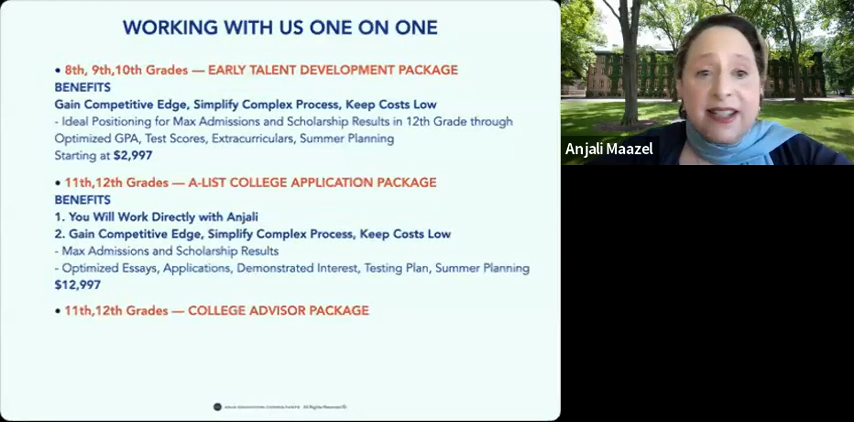 WORKING WITH US ONE ON ONE
• 8th, 9th,10th Grades — EARLY TALENT DEVELOPMENT PACKAGE
BENEFITS
Gain Competitive Edge, Simplify Complex Process, Keep Costs Low
- Ideal Positioning for Max Admissions and Scholarship Results in 12th Grade through
Optimized GPA, Test Scores, Extracurriculars, Summer Planning
Starting at $2,997
• 11th,12th Grades — A-LIST COLLEGE APPLICATION PACKAGE
BENEFITS
1. You Will Work Directly with Anjali
2. Gain Competitive Edge, Simplify Complex Process, Keep Costs Low
- Max Admissions and Scholarship Results
- Optimized Essays, Applications, Demonstrated Interest, Testing Plan, Summer Planning
$12,997
• 11th,12th Grades — COLLEGE ADVISOR PACKAGE
All Rights Reserved
Anjali Maazel